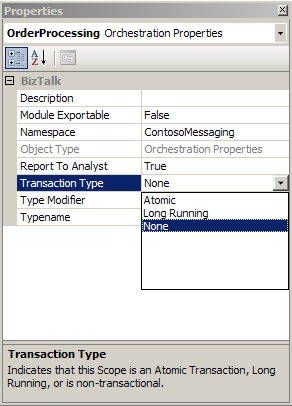 Properties
OrderProcessing Orchestration Properties
BizTalk
Description
Module Exportable False
Namespace ContosoMessaging
Object Type Orchestration Properties
Report To Analyst True
Transaction Type None
Type Modifier Atomic
Typename Long Running
None
Transaction Type
Indicates that this Scope is an Atomic Transaction, Long
Running, or is non-transactional.